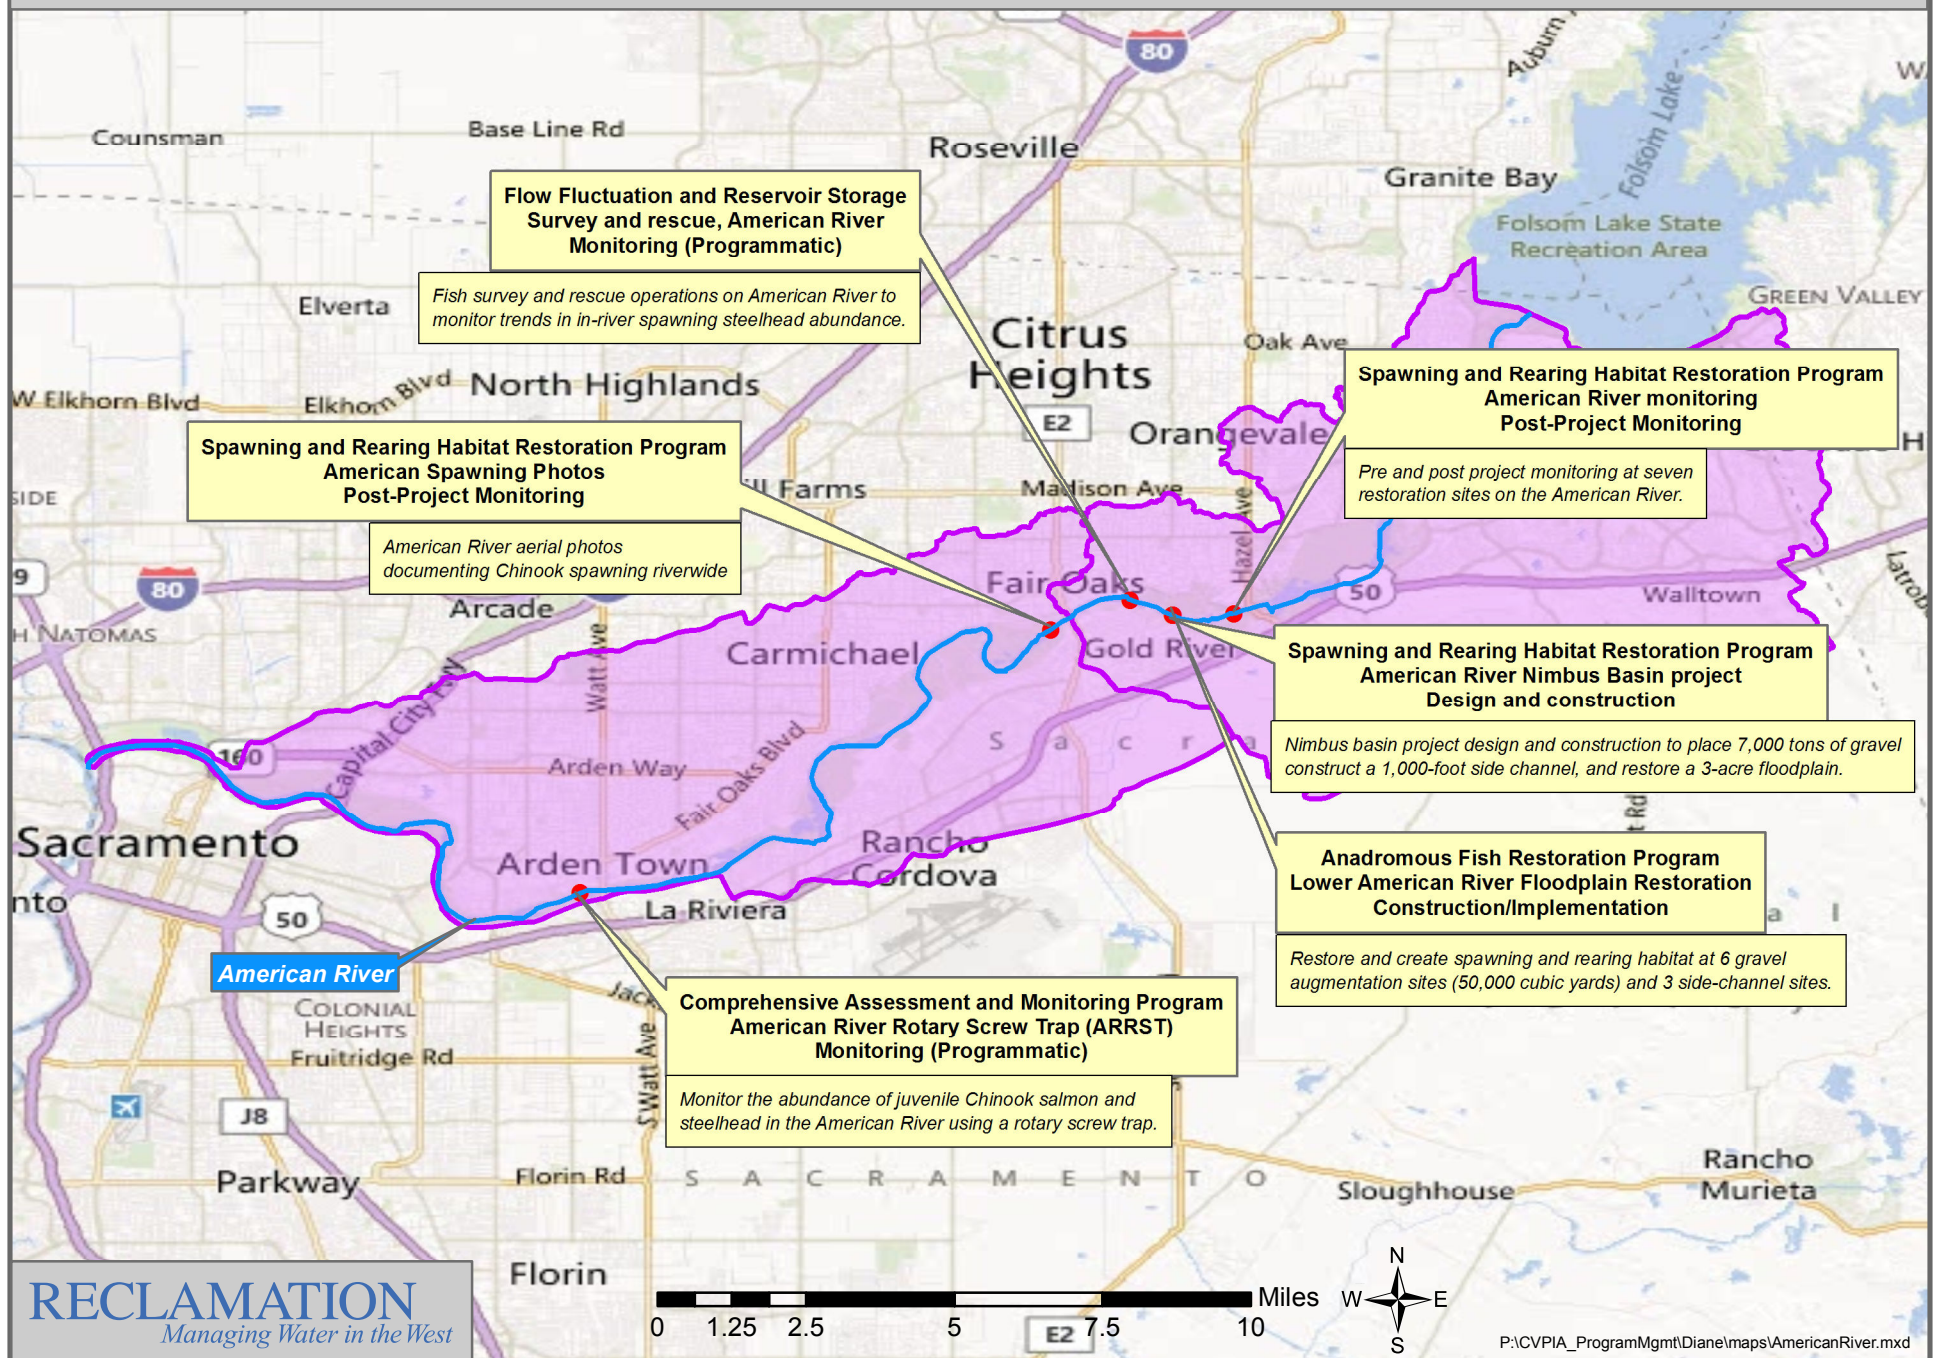 80
Auburn
W
Counsman
Base Line Rd
Roseville
Granite Bay
Folsom Lake
Folsom Lake State
Recreation Area
GREEN VALLEY
Flow Fluctuation and Reservoir Storage
Survey and rescue, American River
Monitoring (Programmatic)
Fish survey and rescue operations on American River to
monitor trends in in-river spawning steelhead abundance.
Elverta
Citrus
Heights
Oak Ave
W Elkhorn Blvd
Elkhorn Blvd
North Highlands
E2
Orangevale
Spawning and Rearing Habitat Restoration Program
American River monitoring
Post-Project Monitoring
H
Pre and post project monitoring at seven
restoration sites on the American River.
Spawning and Rearing Habitat Restoration Program
American Spawning Photos
Post-Project Monitoring
ill Farms
Madison Ave
SIDE
American River aerial photos
documenting Chinook spawning riverwide
Hazel Ave
Fair Oaks
9
80
Arcade
50
Walltown
Latrob
H NATOMAS
Carmichael
Gold River
Watt Ave
Capital City Fwy
Spawning and Rearing Habitat Restoration Program
American River Nimbus Basin project
Design and construction
Nimbus basin project design and construction to place 7,000 tons of gravel
construct a 1,000-foot side channel, and restore a 3-acre floodplain.
160
Arden Way
Fair Oaks Blvd
S a c r a
t Rd
Sacramento
Arden Town
Rancho
Cordova
Anadromous Fish Restoration Program
Lower American River Floodplain Restoration
Construction/Implementation
a l
Restore and create spawning and rearing habitat at 6 gravel
augmentation sites (50,000 cubic yards) and 3 side-channel sites.
nto
50
La Riviera
American River
Jack
COLONIAL
HEIGHTS
Fruitridge Rd
S Watt Ave
Comprehensive Assessment and Monitoring Program
American River Rotary Screw Trap (ARRST)
Monitoring (Programmatic)
Monitor the abundance of juvenile Chinook salmon and
steelhead in the American River using a rotary screw trap.
J8
Parkway
Florin Rd
S A C R A M E N T O
Sloughhouse
Rancho
Murieta
Florin
RECLAMATION
Managing Water in the West
0 1.25 2.5 5 7.5 10 Miles
E2
N
W E
S
P:\CVPIA_ProgramMgmt\Diane\maps\AmericanRiver.mxd